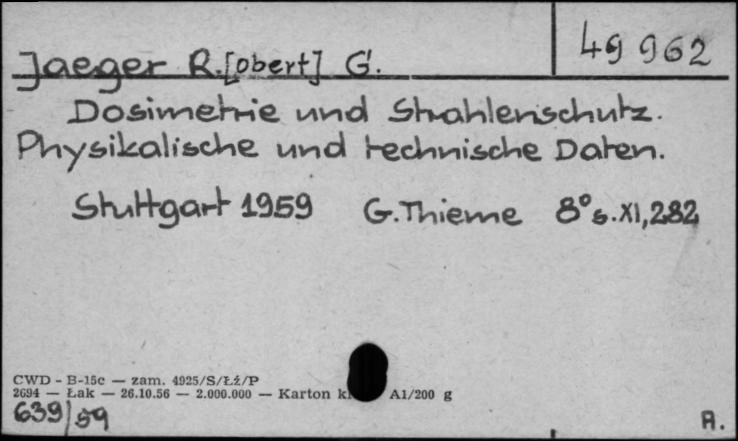 49 962
Jaeger R.[obert] G.
Dosimetrie und Strahlenschutz.
Physikalische und technische Daten.
Stuttgart 1959 G.Thieme 8° s.XI,282
CWD - B-15c — zam. 4925/S/Łż/P
2694 — Łak — 26.10.56 — 2.000.000 — Karton A1/200 g
639/59
A.